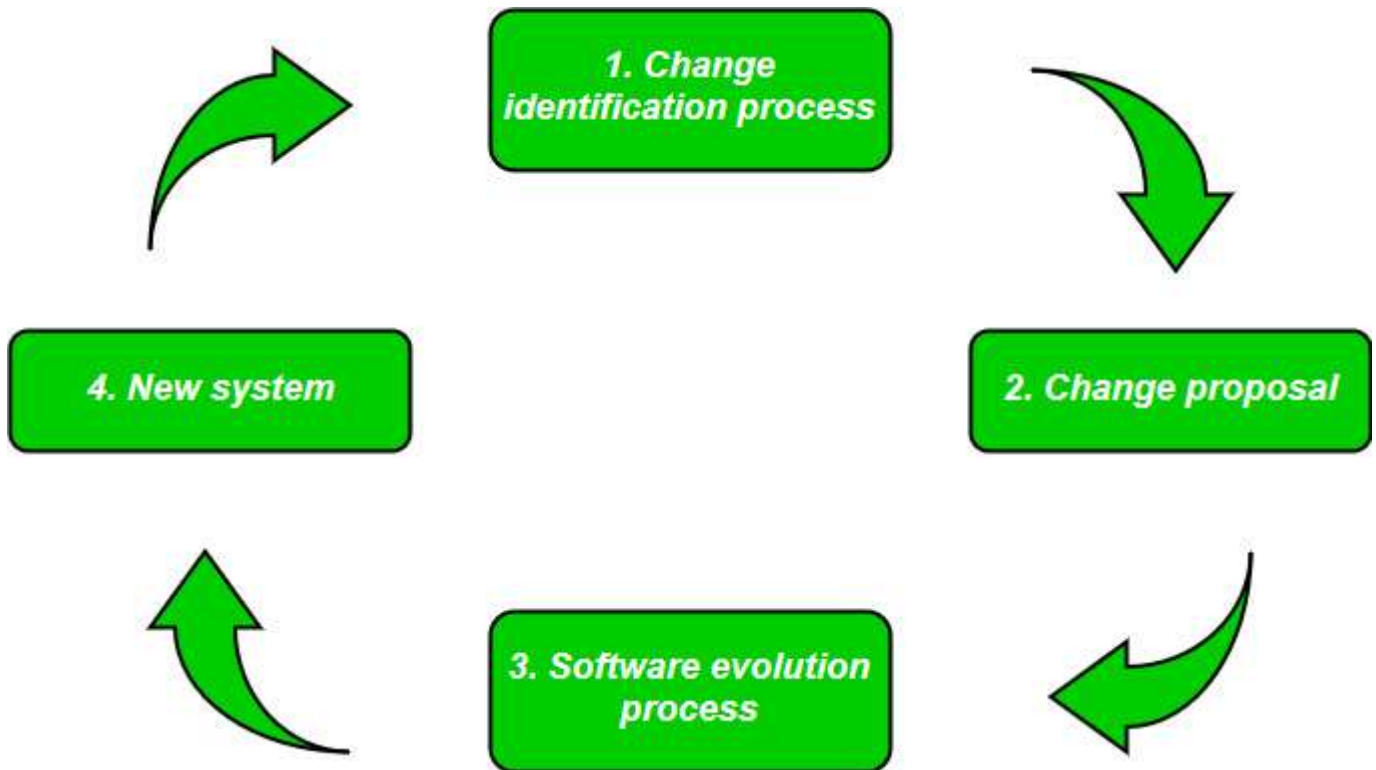 1. Change
identification process
2. Change proposal
3. Software evolution
process
4. New system